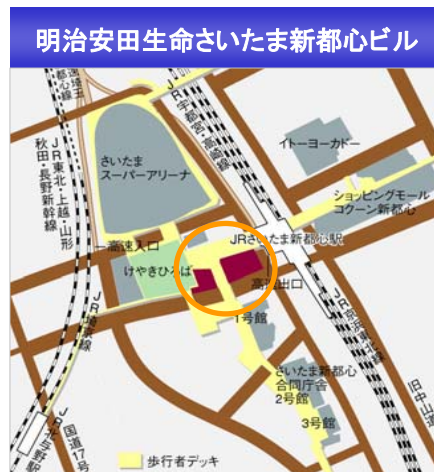 明治安田生命さいたま新都心ビル
JR東北・上越・山形
秋田・長野新幹線
さいたま
スーパーアリーナ
JR宇都宮・高崎線
イトーヨーカドー
ショッピングモール
コクーン新都心
高速入口
JRさいたま新都心駅
けやきひろば
1号館
さいたま新都心
合同庁舎
2号館
3号館
JR埼京線
JR京浜東北線
旧中山道
国道17号
歩行者デッキ